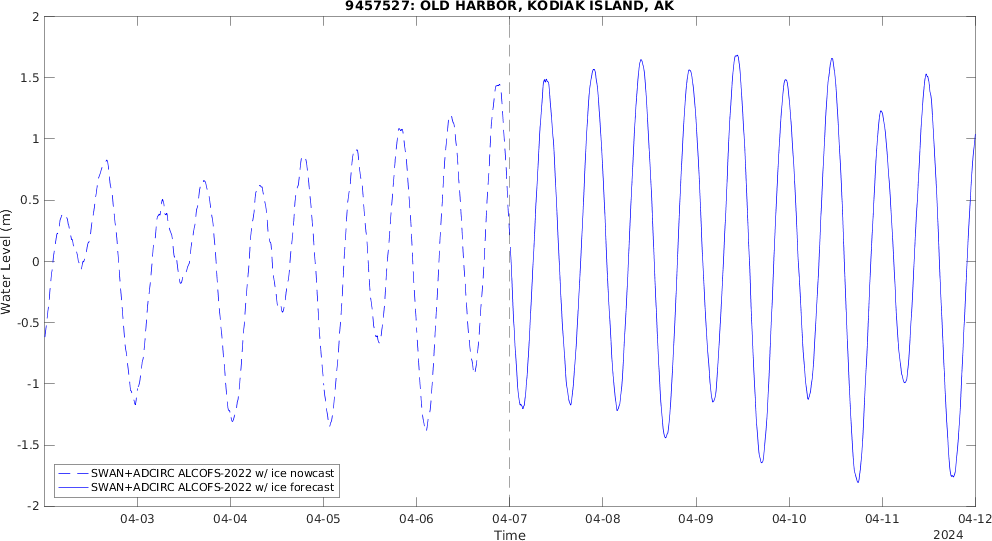 9457527: OLD HARBOR, KODIAK ISLAND, AK
2
1.5
1
0.5
0
-0.5
-1
-1.5
-2
Water Level (m)
SWAN+ADCIRC ALCOFS-2022 w/ ice nowcast
SWAN+ADCIRC ALCOFS-2022 w/ ice forecast
04-03 04-04 04-05 04-06 04-07 04-08 04-09 04-10 04-11 04-12
Time
2024